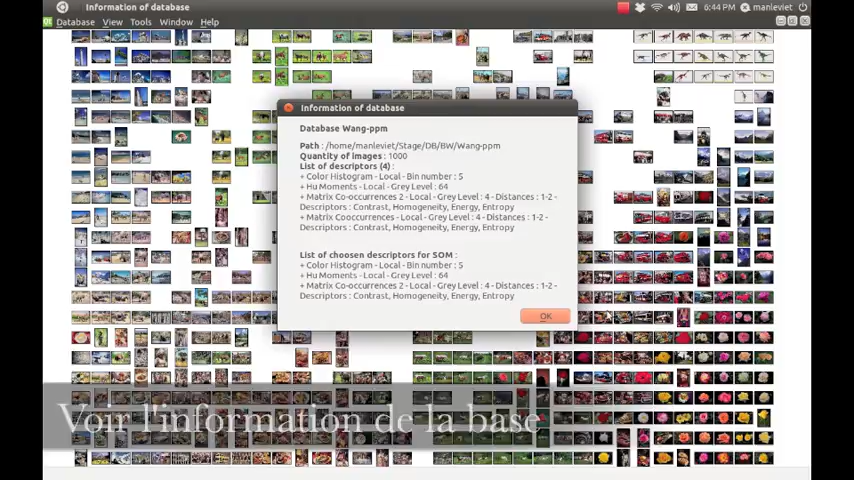 Information of database
6:44 PM manleviet
Database View Tools Window Help
Information of database
Database Wang-ppm
Path : /home/manleviet/Stage/DB/BW/Wang-ppm
Quantity of images : 1000
List of descriptors (4) :
+ Color Histogram - Local - Bin number : 5
+ Hu Moments - Local - Grey Level : 64
+ Matrix Co-occurrences 2 - Local - Grey Level : 4 - Distances : 1-2 -
Descriptors : Contrast, Homogeneity, Energy, Entropy
+ Matrix Cooccurrences - Local - Grey Level : 4 - Distances : 1-2 -
Descriptors : Contrast, Homogeneity, Energy, Entropy
List of choosen descriptors for SOM :
+ Color Histogram - Local - Bin number : 5
+ Hu Moments - Local - Grey Level : 64
+ Matrix Co-occurrences 2 - Local - Grey Level : 4 - Distances : 1-2 -
Descriptors : Contrast, Homogeneity, Energy, Entropy
OK
Voir l'information de la base